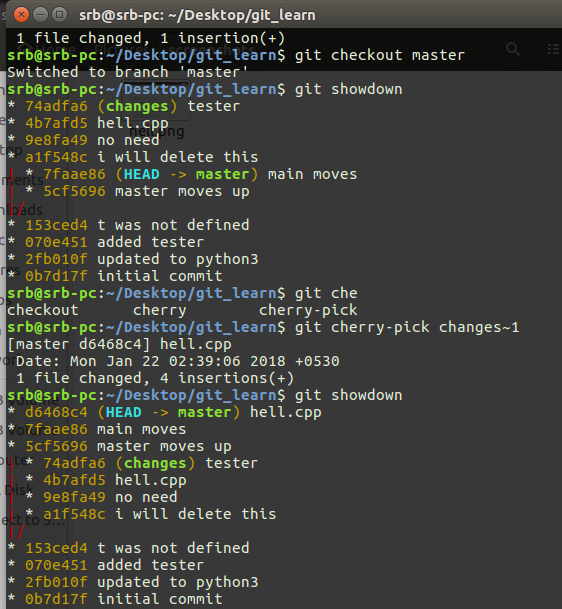 srb@srb-pc: ~/Desktop/git_learn
1 file changed, 1 insertion(+)
srb@srb-pc:~/Desktop/git_learn$ git checkout master
Switched to branch 'master'
srb@srb-pc:~/Desktop/git_learn$ git showdown
* 74adfa6 (changes) tester
* 4b7afd5 hell.cpp
* 9e8fa49 no need
* a1f548c i will delete this
| * 7faae86 (HEAD -> master) main moves
| * 5cf5696 master moves up
|/
* 153ced4 t was not defined
* 070e451 added tester
* 2fb010f updated to python3
* 0b7d17f initial commit
srb@srb-pc:~/Desktop/git_learn$ git che
checkout cherry cherry-pick
srb@srb-pc:~/Desktop/git_learn$ git cherry-pick changes~1
[master d6468c4] hell.cpp
Date: Mon Jan 22 02:39:06 2018 +0530
1 file changed, 4 insertions(+)
srb@srb-pc:~/Desktop/git_learn$ git showdown
* d6468c4 (HEAD -> master) hell.cpp
* 7faae86 main moves
* 5cf5696 master moves up
| * 74adfa6 (changes) tester
| * 4b7afd5 hell.cpp
| * 9e8fa49 no need
| * a1f548c i will delete this
|/
* 153ced4 t was not defined
* 070e451 added tester
* 2fb010f updated to python3
* 0b7d17f initial commit